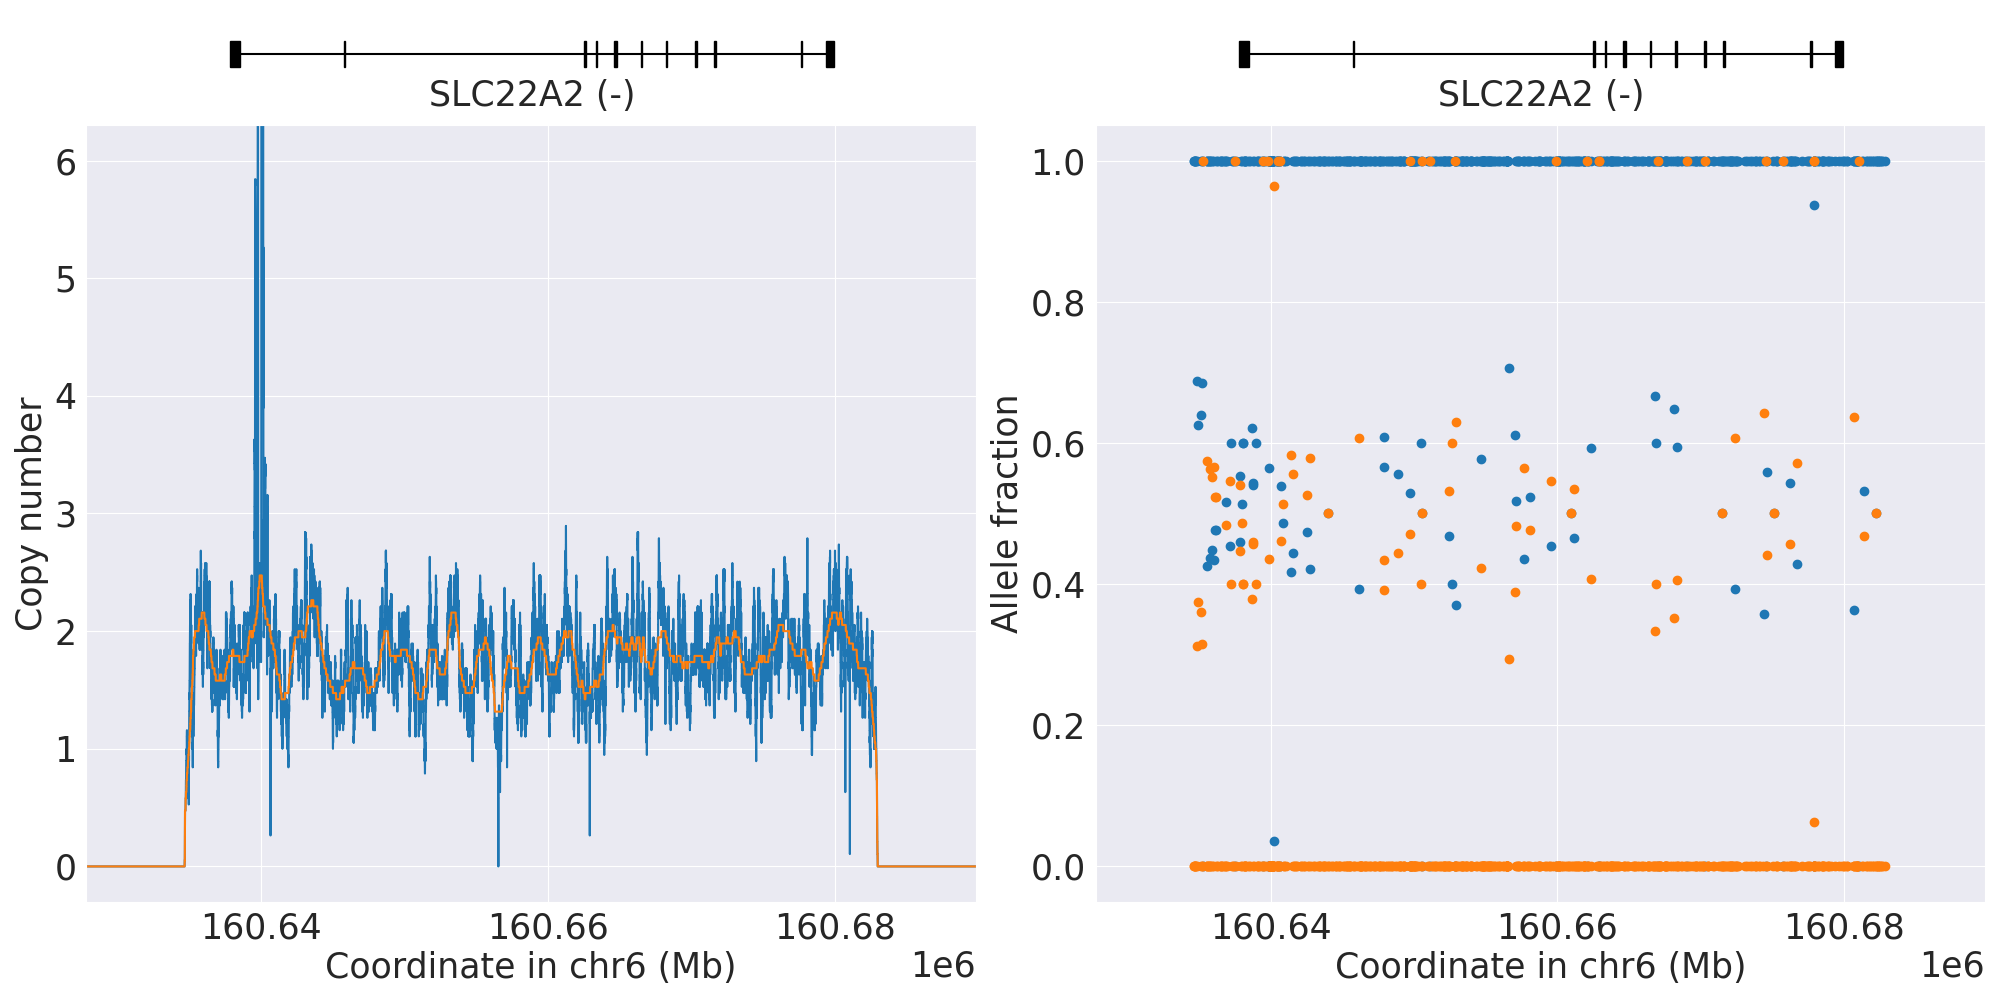 SLC22A2 (-)
6
5
4
3
2
1
0
Copy number
160.64
160.66
160.68
Coordinate in chr6 (Mb)
1e6
SLC22A2 (-)
1.0
0.8
0.6
0.4
0.2
0.0
Allele fraction
160.64
160.66
160.68
Coordinate in chr6 (Mb)
1e6